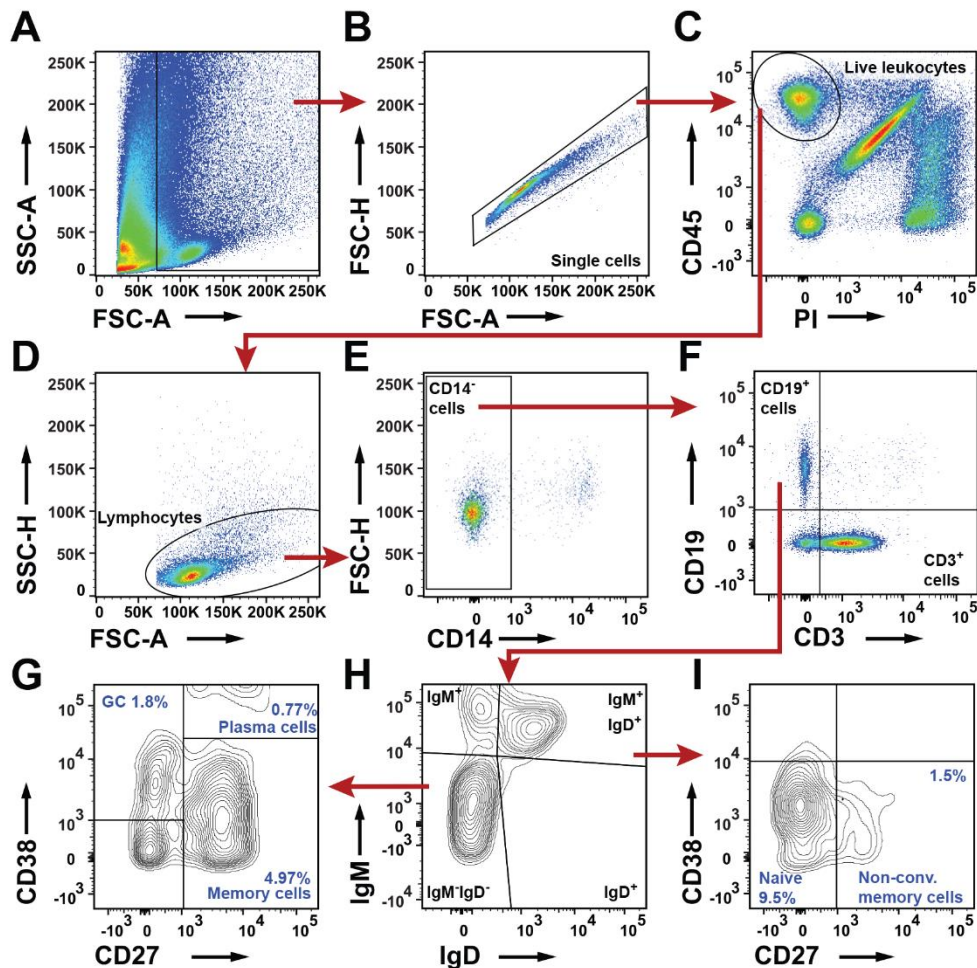 A
250K
200K
150K
100K
50K
0
SSC-A
0 50K 100K 150K 200K 250K
FSC-A
B
250K
200K
150K
100K
50K
0
FSC-H
Single cells
50K 100K 150K 200K 250K
FSC-A
C
Live leukocytes
10^5
10^4
10^3
0
-10^3
CD45
0 10^3 10^4 10^5
PI
D
250K
200K
150K
100K
50K
0
SSC-H
Lymphocytes
0 50K 100K 150K 200K 250K
FSC-A
E
250K
200K
150K
100K
50K
0
FSC-H
CD14-
cells
0 10^3 10^4 10^5
CD14
F
10^5
10^4
10^3
0
-10^3
CD19
CD19+
cells
CD3+
cells
0 10^3 10^4 10^5
CD3
G
10^5
10^4
10^3
0
-10^3
CD38
GC 1.8%
0.77%
Plasma cells
4.97%
Memory cells
-10^3 0 10^3 10^4 10^5
CD27
H
10^5
10^4
10^3
0
-10^4
IgM
IgM+
IgM+
IgD+
IgM-IgD-
IgD+
0 10^3 10^4 10^5
IgD
I
10^5
10^4
10^3
0
-10^3
CD38
1.5%
Naive
9.5%
Non-conv.
memory cells
-10^3 0 10^3 10^4 10^5
CD27